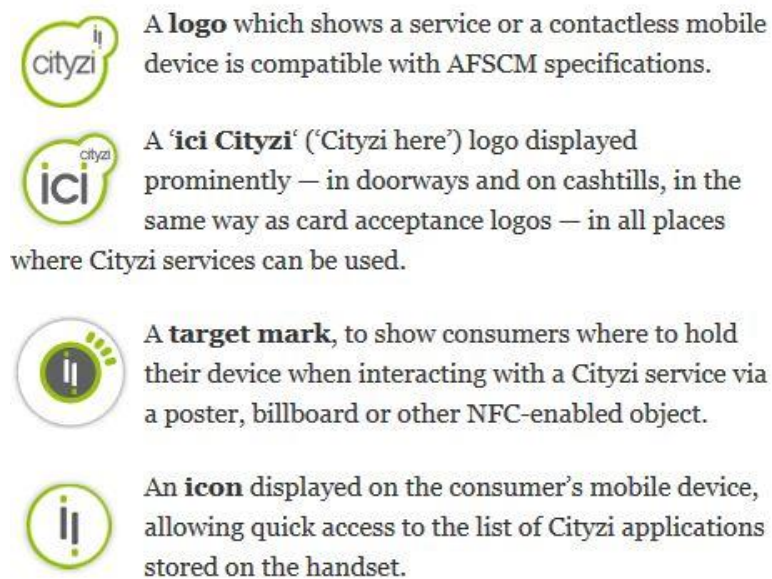 cityzi
A logo which shows a service or a contactless mobile
device is compatible with AFSCM specifications.
cityzi
ici
A ‘ici Cityzi‘ (‘Cityzi here’) logo displayed
prominently — in doorways and on cashtills, in the
same way as card acceptance logos — in all places
where Cityzi services can be used.
A target mark, to show consumers where to hold
their device when interacting with a Cityzi service via
a poster, billboard or other NFC-enabled object.
An icon displayed on the consumer’s mobile device,
allowing quick access to the list of Cityzi applications
stored on the handset.